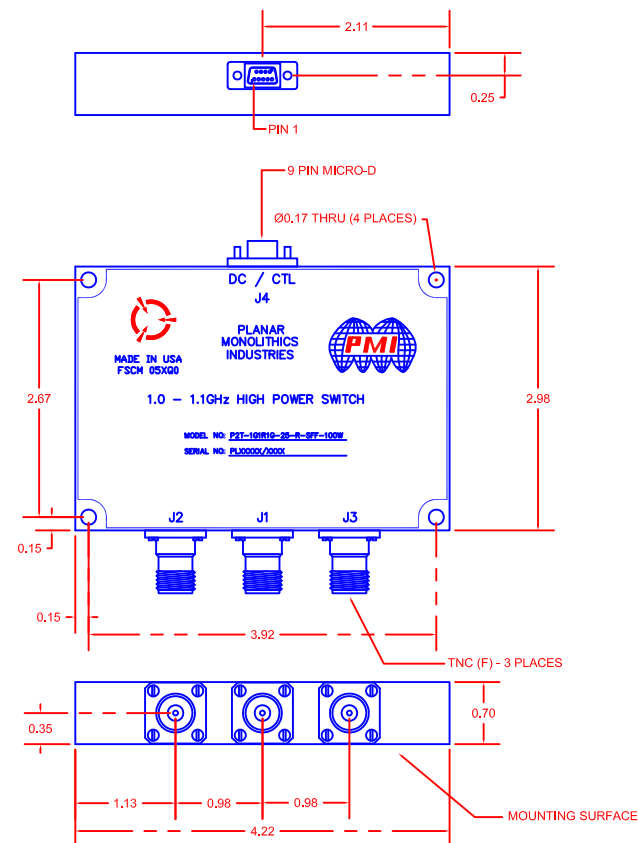 2.11
0.25
PIN 1
9 PIN MICRO-D
Ø0.17 THRU (4 PLACES)
DC / CTL
J4
PLANAR
MONOLITHICS
INDUSTRIES
PMI
MADE IN USA
FSCM 05XQ0
2.67
1.0 - 1.1GHz HIGH POWER SWITCH
2.98
MODEL NO: P2T-1G1R1G-25-R-SFF-100W
SERIAL NO: PLXXXXX/XXXX
J2 J1 J3
0.15
0.15
3.92
TNC (F) - 3 PLACES
0.35
0.70
1.13
0.98
0.98
MOUNTING SURFACE
4.22